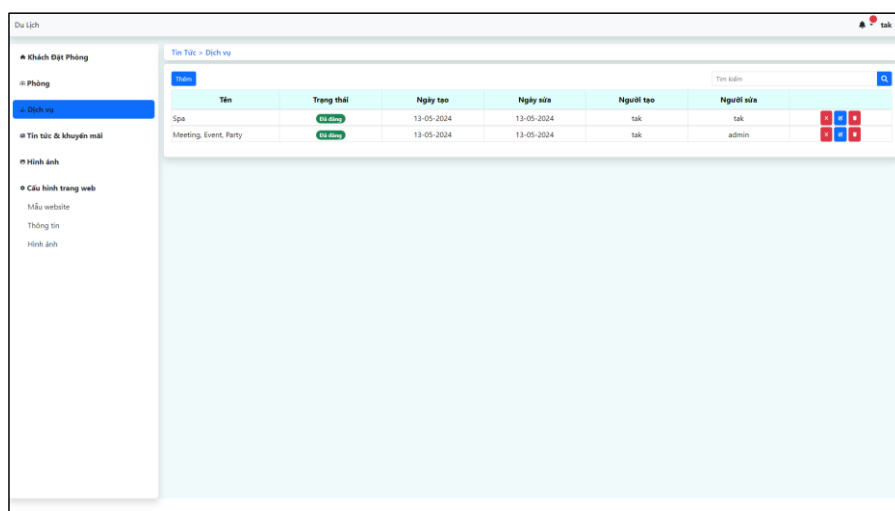 Du Lịch
tak
Khách Đặt Phòng
Phòng
Dịch vụ
Tin tức & khuyến mãi
Hình ảnh
Cấu hình trang web
Mẫu website
Thông tin
Hình ảnh
Tin Tức > Dịch vụ
Thêm
Tìm kiếm
Tên Trạng thái Ngày tạo Ngày sửa Người tạo Người sửa
Spa Đã đăng 13-05-2024 13-05-2024 tak tak
Meeting, Event, Party Đã đăng 13-05-2024 13-05-2024 tak admin